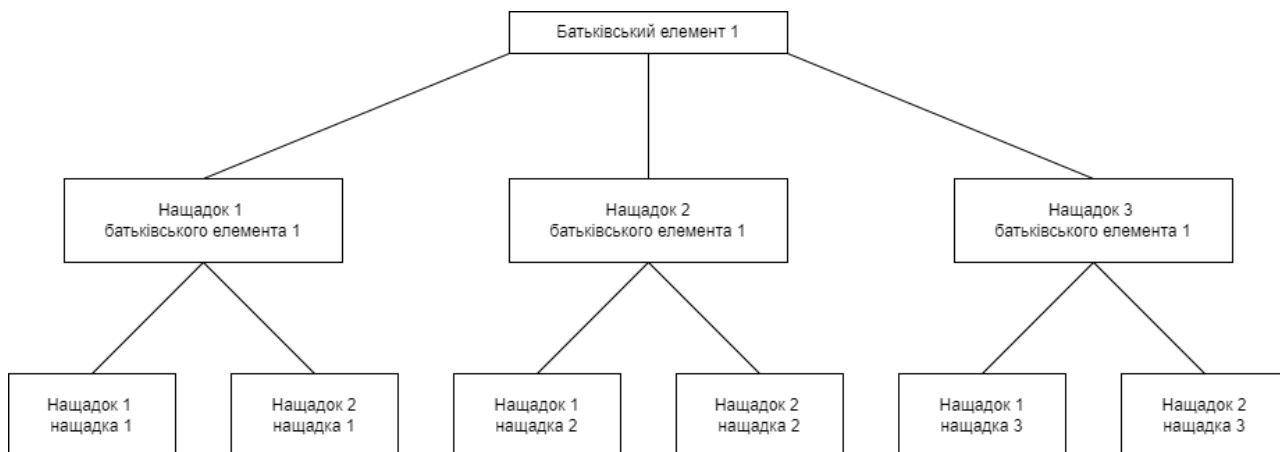 Батьківський елемент 1
Нащадок 1
батьківського елемента 1
Нащадок 2
батьківського елемента 1
Нащадок 3
батьківського елемента 1
Нащадок 1
нащадка 1
Нащадок 2
нащадка 1
Нащадок 1
нащадка 2
Нащадок 2
нащадка 2
Нащадок 1
нащадка 3
Нащадок 2
нащадка 3